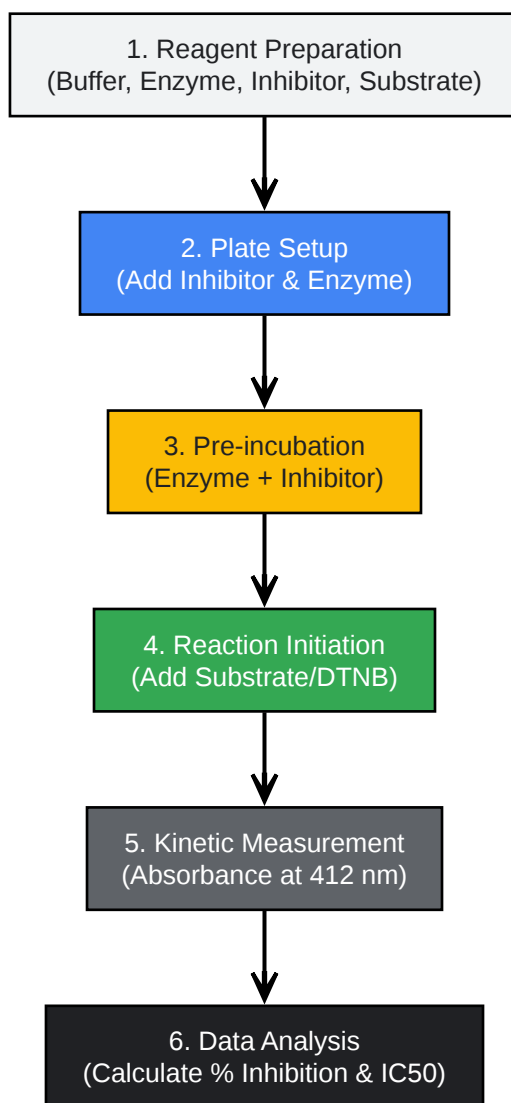 1. Reagent Preparation
(Buffer, Enzyme, Inhibitor, Substrate)
2. Plate Setup
(Add Inhibitor & Enzyme)
3. Pre-incubation
(Enzyme + Inhibitor)
4. Reaction Initiation
(Add Substrate/DTNB)
5. Kinetic Measurement
(Absorbance at 412 nm)
6. Data Analysis
(Calculate % Inhibition & IC50)